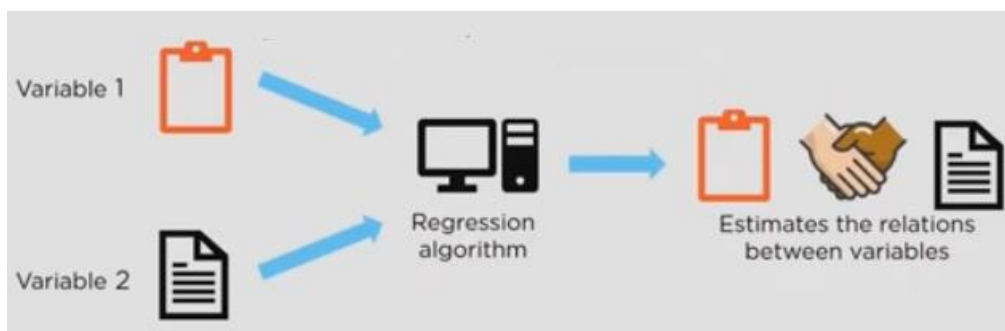 Variable 1
Variable 2
Regression
algorithm
Estimates the relations
between variables